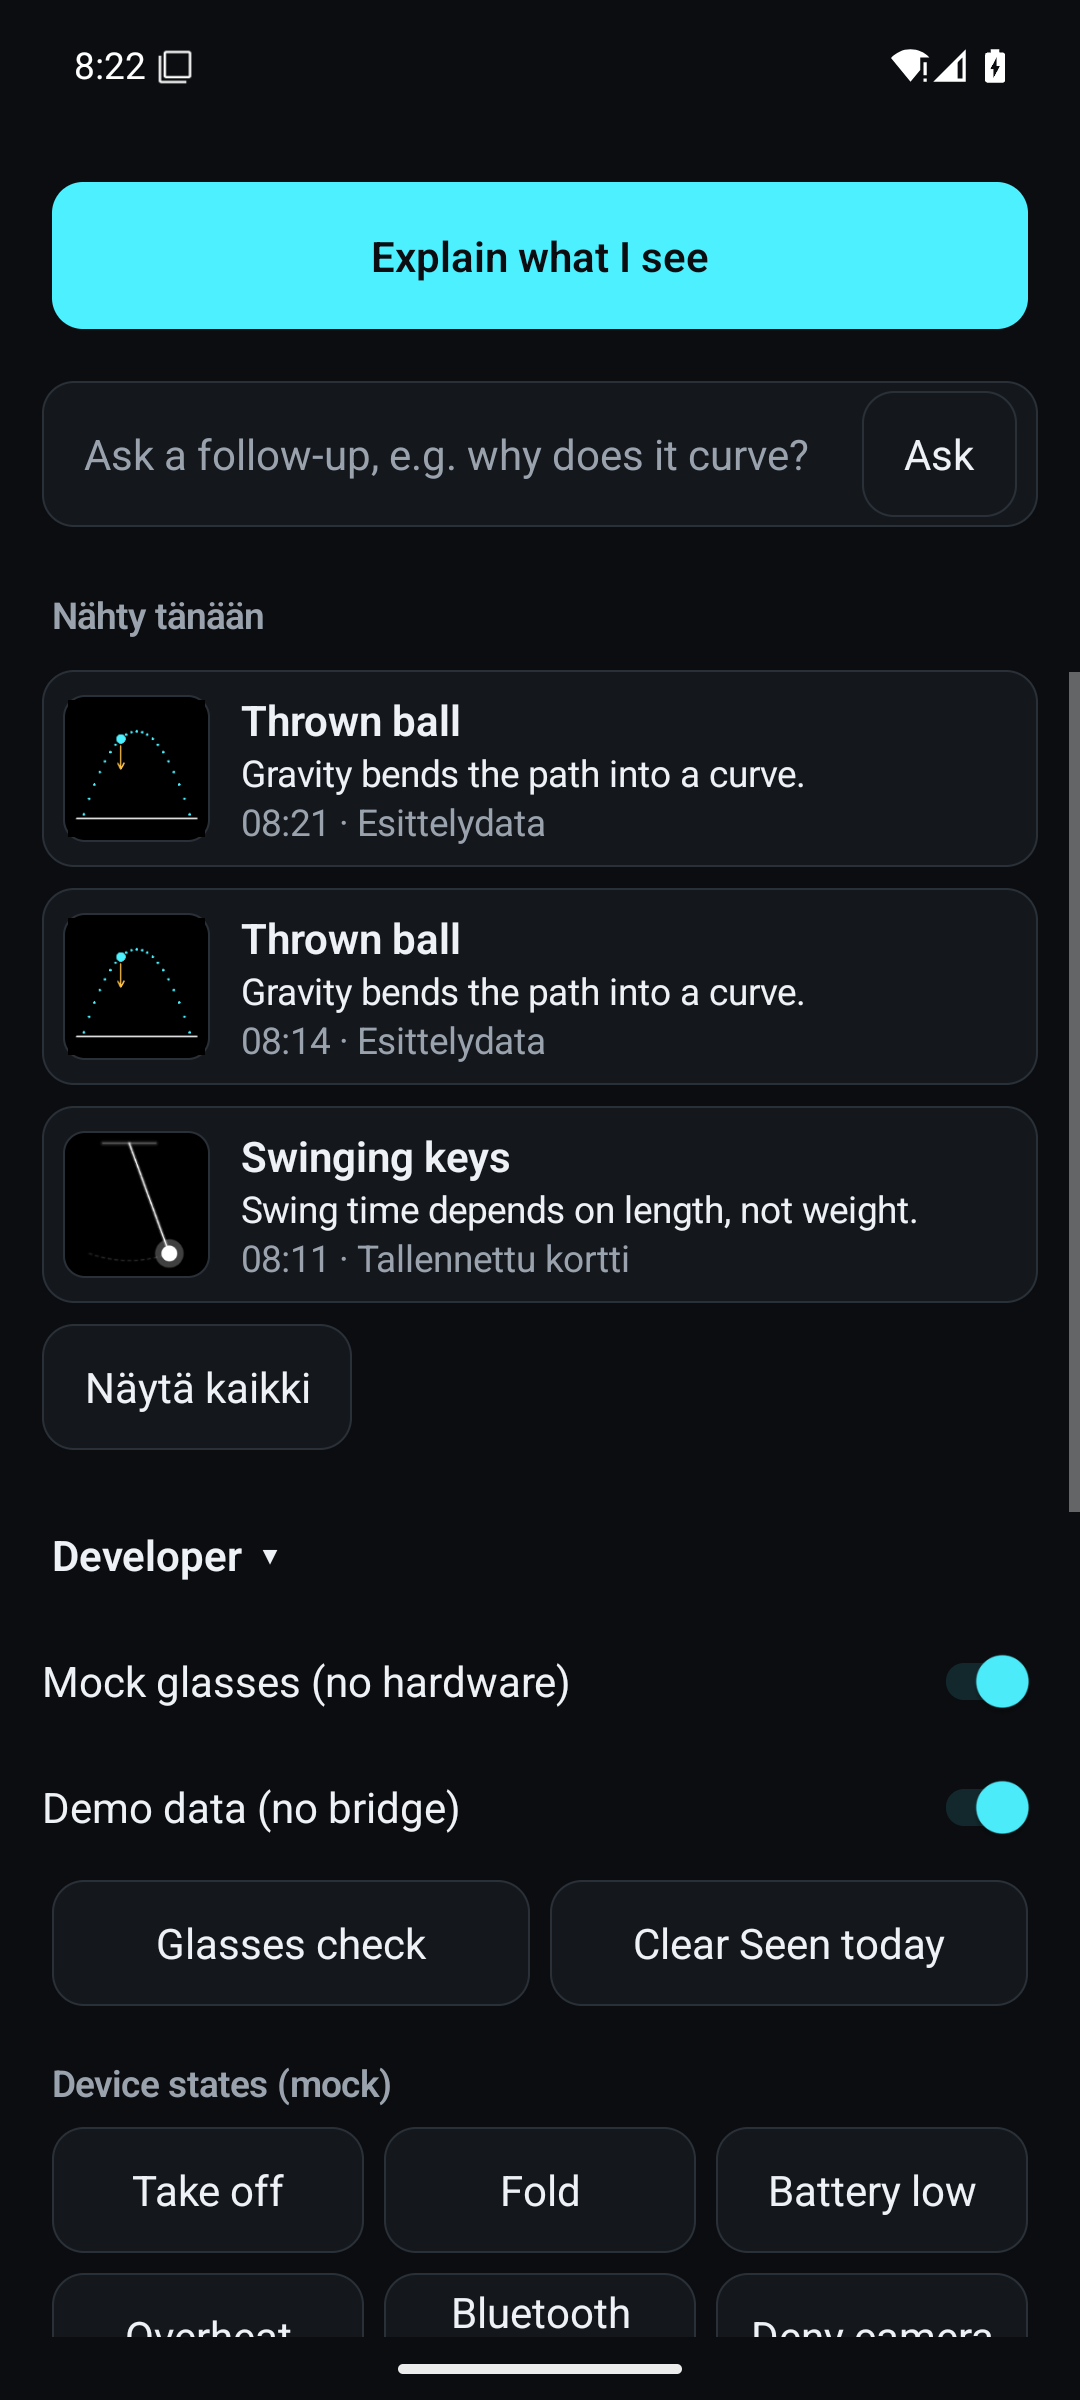 8:22
Explain what I see
Ask a follow-up, e.g. why does it curve?
Ask
Nähty tänään
Thrown ball
Gravity bends the path into a curve.
08:21 · Esittelydata
Thrown ball
Gravity bends the path into a curve.
08:14 · Esittelydata
Swinging keys
Swing time depends on length, not weight.
08:11 · Tallennettu kortti
Näytä kaikki
Developer ▼
Mock glasses (no hardware)
Demo data (no bridge)
Glasses check
Clear Seen today
Device states (mock)
Take off
Fold
Battery low
Overheat
Bluetooth
Deny camera